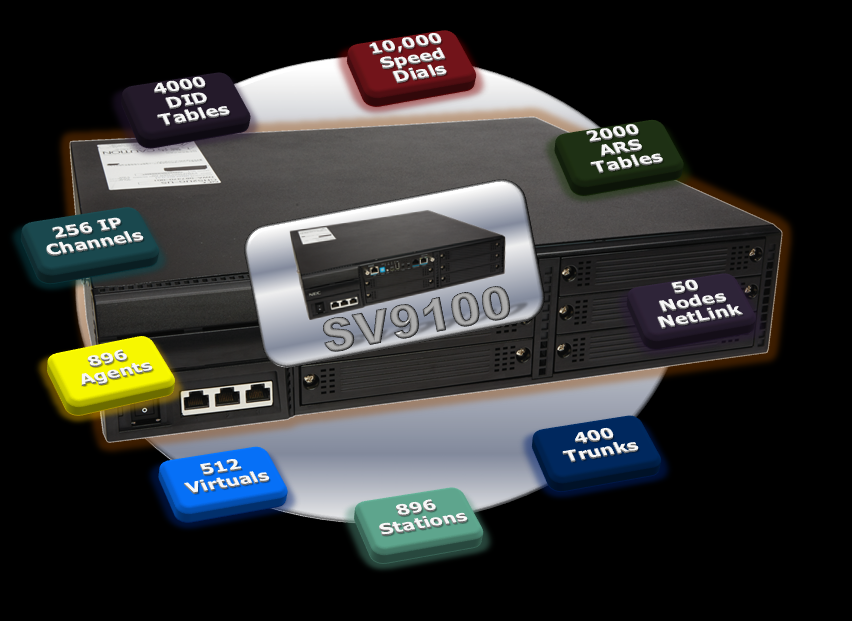 10,000
Speed
Dials
4000
DID
Tables
2000
ARS
Tables
256 IP
Channels
50
Nodes
NetLink
SV9100
896
Agents
400
Trunks
512
Virtuals
896
Stations